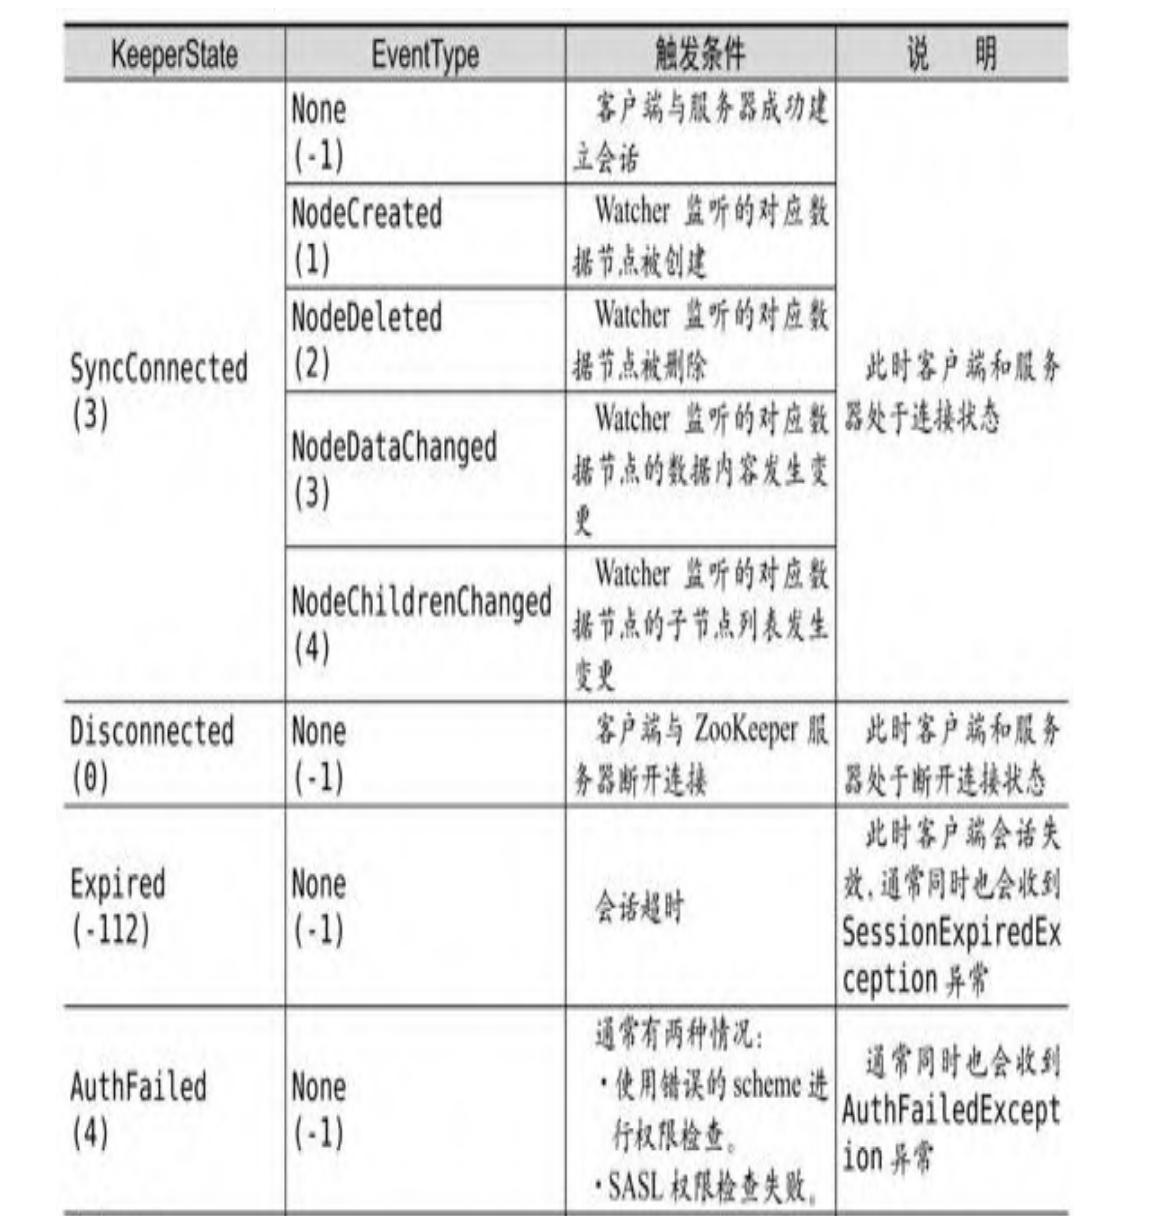 KeeperState EventType 触发条件 说 明
SyncConnected
(3)
None
(-1)
客户端与服务器成功建
立会话
NodeCreated
(1)
Watcher 监听的对应数
据节点被创建
NodeDeleted
(2)
Watcher 监听的对应数
据节点被删除
NodeDataChanged
(3)
Watcher 监听的对应数
据节点的数据内容发生变
更
NodeChildrenChanged
(4)
Watcher 监听的对应数
据节点的子节点列表发生
变更
此时客户端和服务
器处于连接状态
Disconnected
(0)
None
(-1)
客户端与 ZooKeeper 服
务器断开连接
此时客户端和服务
器处于断开连接状态
Expired
(-112)
None
(-1)
会话超时
此时客户端会话失
效,通常同时也会收到
SessionExpiredEx
ception 异常
AuthFailed
(4)
None
(-1)
通常有两种情况:
·使用错误的 scheme 进
行权限检查。
·SASL 权限检查失败。
通常同时也会收到
AuthFailedExcept
ion 异常